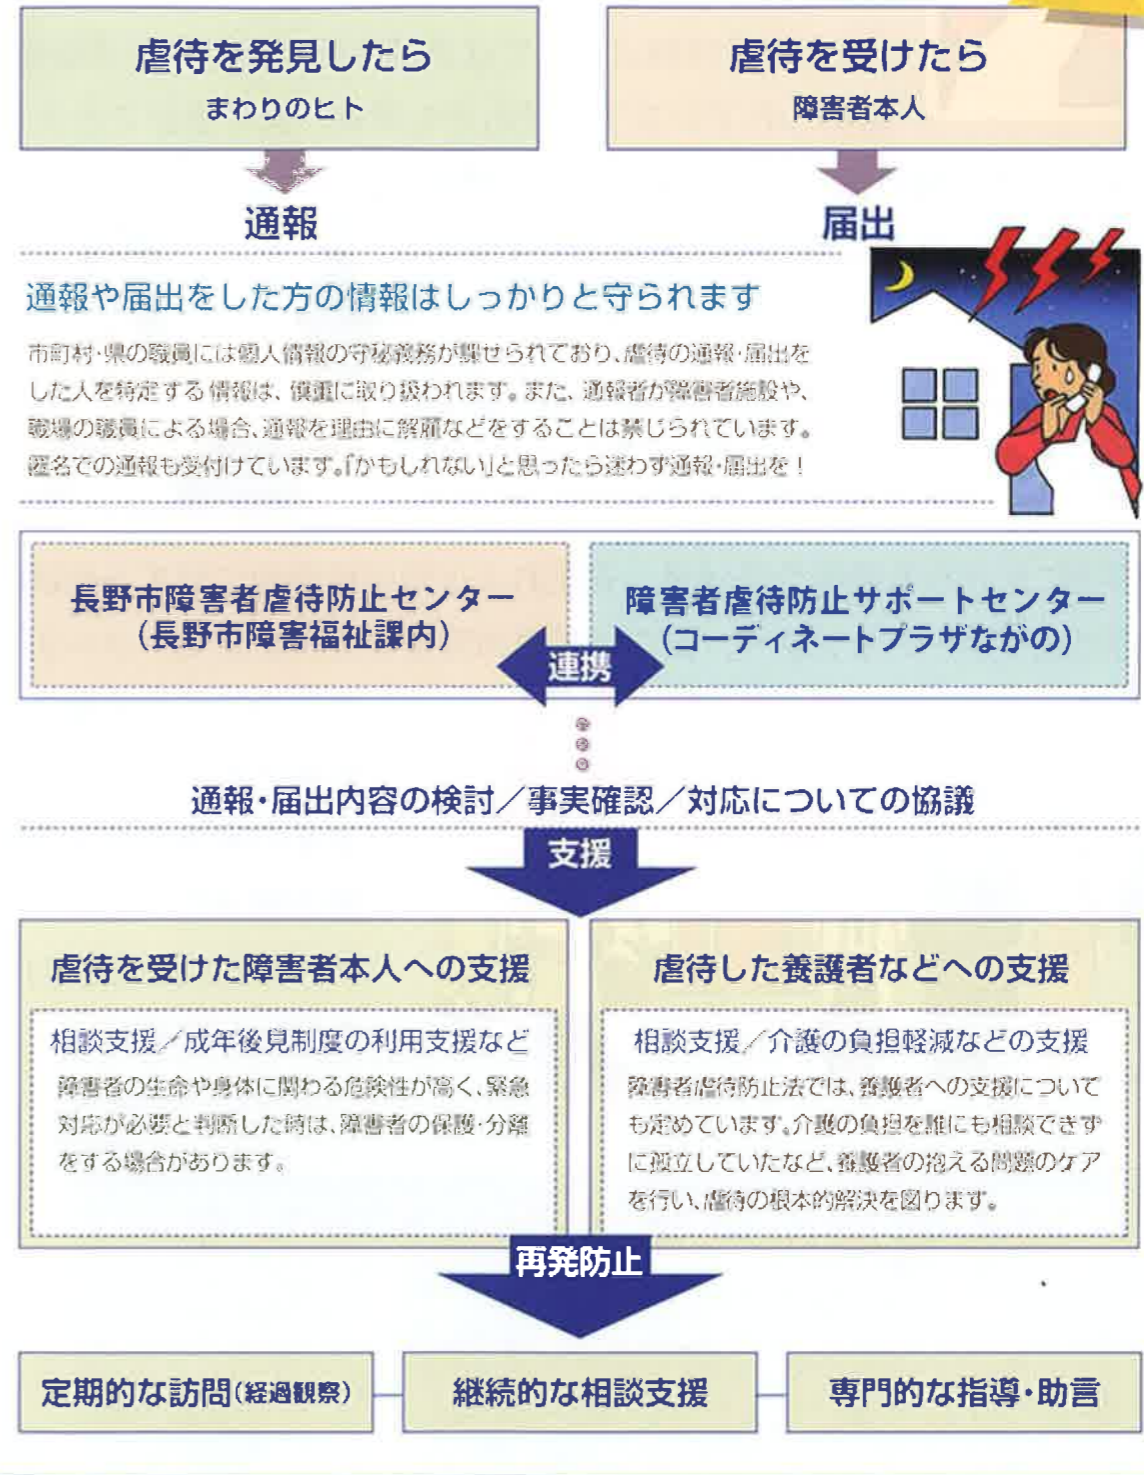 虐待を発見したら
まわりのヒト
虐待を受けたら
障害者本人
通報
届出
通報や届出をした方の情報はしっかりと守られます
市町村・県の職員には個人情報の守秘義務が課せられており、虐待の通報・届出を
した人を特定する情報は、慎重に取り扱われます。また、通報者が障害者施設や、
職場の職員による場合、通報を理由に解雇などをすることは禁じられています。
匿名での通報も受付けています。「かもしれない」と思ったら迷わず通報・届出を！
長野市障害者虐待防止センター
(長野市障害福祉課内)
障害者虐待防止サポートセンター
(コーディネートプラザながの)
連携
通報・届出内容の検討／事実確認／対応についての協議
支援
虐待を受けた障害者本人への支援
相談支援／成年後見制度の利用支援など
障害者の生命や身体に関わる危険性が高く、緊急
対応が必要と判断した時は、障害者の保護・分離
をする場合があります。
虐待した養護者などへの支援
相談支援／介護の負担軽減などの支援
障害者虐待防止法では、養護者への支援について
も定めています。介護の負担を誰にも相談できず
に孤立していたなど、養護者の抱える問題のケア
を行い、虐待の根本的解決を図ります。
再発防止
定期的な訪問(経過観察)
継続的な相談支援
専門的な指導・助言